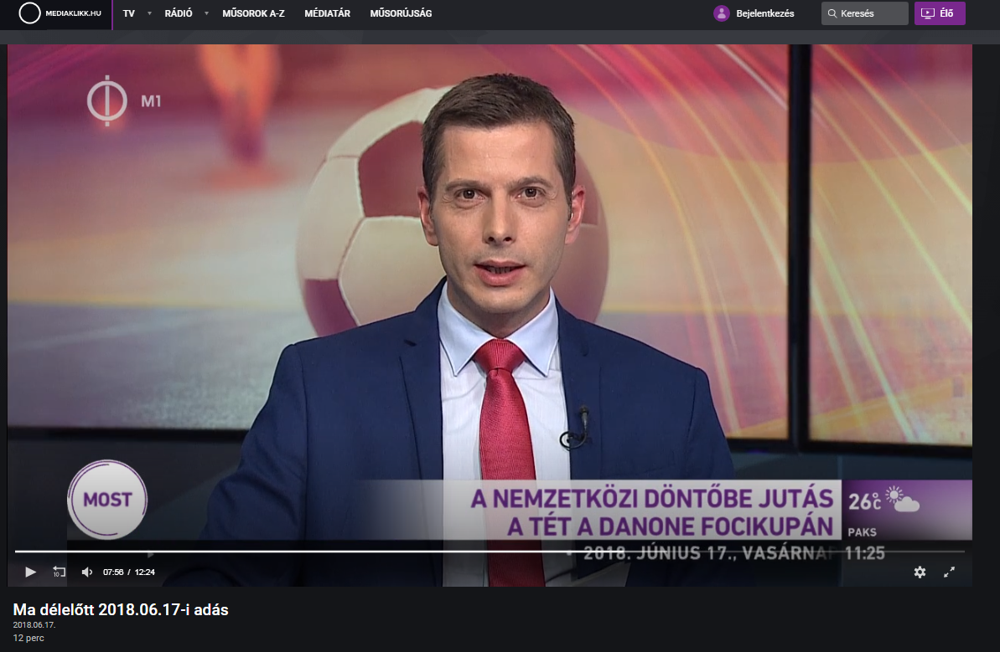 MEDIAKLIKK.HU
TV
RÁDIÓ
MŰSOROK A-Z
MÉDIATÁR
MŰSORÚJSÁG
Bejelentkezés
Keresés
Élő
M1
MOST
A NEMZETKÖZI DÖNTŐBE JUTÁS
A TÉT A DANONE FOCIKUPÁN
26°C
PAKS
2018. JÚNIUS 17., VASÁRNAP 11:25
10
07:56 / 12:24
Ma délelőtt 2018.06.17-i adás
2018.06.17.
12 perc